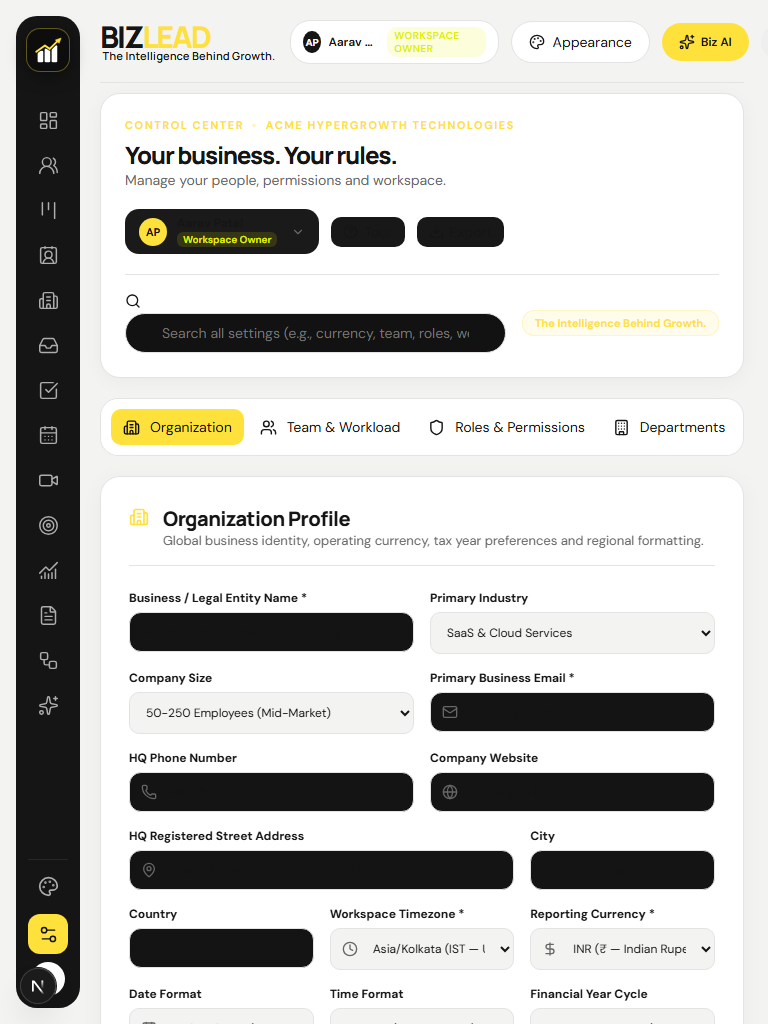 BIZLEAD
The Intelligence Behind Growth.
AP
Aarav ...
WORKSPACE
OWNER
Appearance
Biz AI
CONTROL CENTER · ACME HYPERGROWTH TECHNOLOGIES
Your business. Your rules.
Manage your people, permissions and workspace.
AP
Workspace Owner
Search all settings (e.g., currency, team, roles, wo
The Intelligence Behind Growth.
Organization
Team & Workload
Roles & Permissions
Departments
Organization Profile
Global business identity, operating currency, tax year preferences and regional formatting.
Business / Legal Entity Name *
Primary Industry
SaaS & Cloud Services
Company Size
Primary Business Email *
50-250 Employees (Mid-Market)
HQ Phone Number
Company Website
HQ Registered Street Address
City
Country
Workspace Timezone *
Reporting Currency *
Asia/Kolkata (IST —
INR (₹ — Indian Rupe
Date Format
Time Format
Financial Year Cycle
N